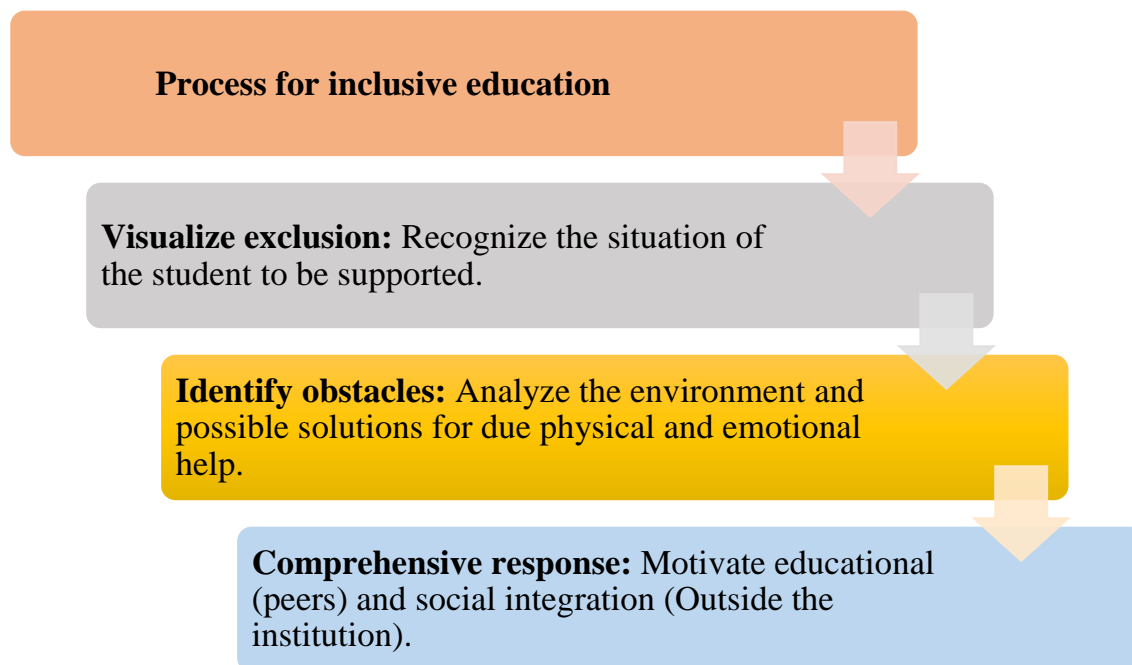 Process for inclusive education
Visualize exclusion: Recognize the situation of
the student to be supported.
Identify obstacles: Analyze the environment and
possible solutions for due physical and emotional
help.
Comprehensive response: Motivate educational
(peers) and social integration (Outside the
institution).